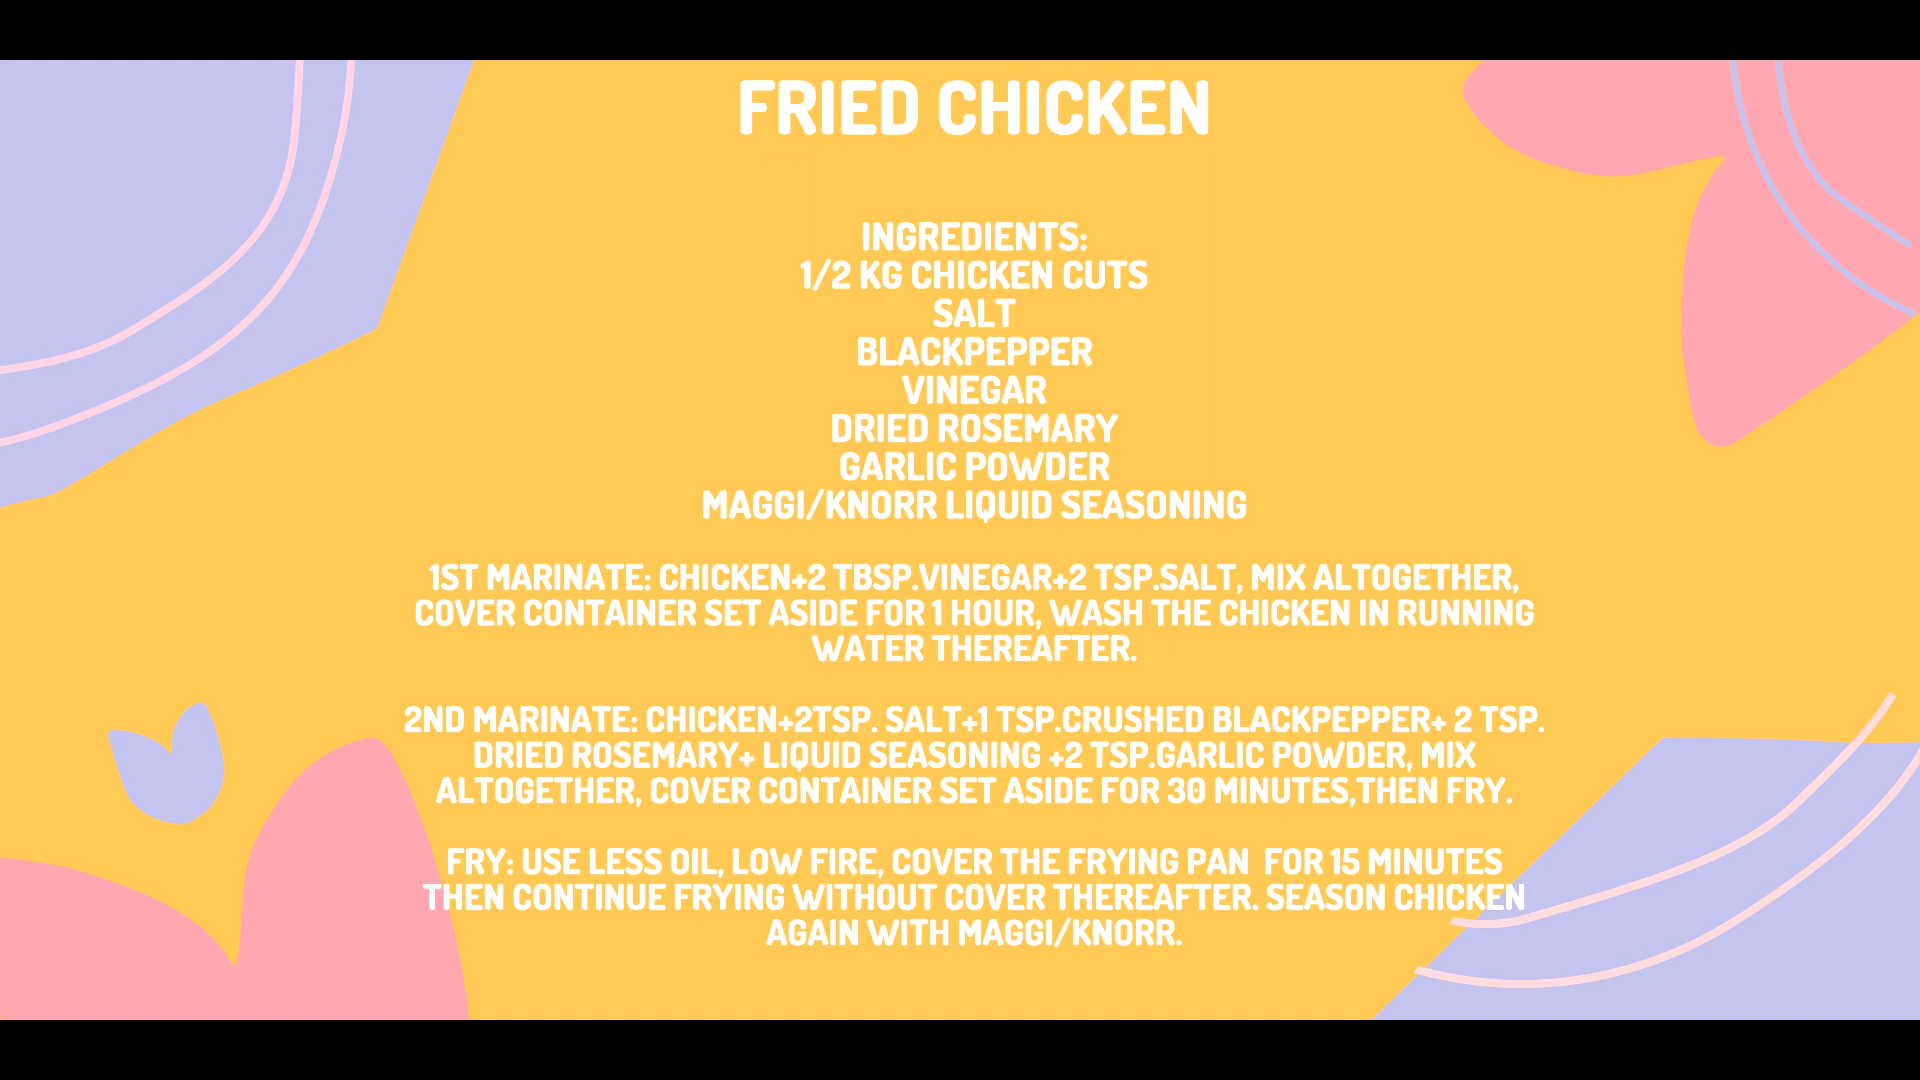 FRIED CHICKEN
INGREDIENTS:
1/2 KG CHICKEN CUTS
SALT
BLACKPEPPER
VINEGAR
DRIED ROSEMARY
GARLIC POWDER
MAGGI/KNORR LIQUID SEASONING
1ST MARINATE: CHICKEN+2 TBSP.VINEGAR+2 TSP.SALT, MIX ALTOGETHER,
COVER CONTAINER SET ASIDE FOR 1 HOUR, WASH THE CHICKEN IN RUNNING
WATER THEREAFTER.
2ND MARINATE: CHICKEN+2TSP. SALT+1 TSP.CRUSHED BLACKPEPPER+ 2 TSP.
DRIED ROSEMARY+ LIQUID SEASONING +2 TSP.GARLIC POWDER, MIX
ALTOGETHER, COVER CONTAINER SET ASIDE FOR 30 MINUTES,THEN FRY.
FRY: USE LESS OIL, LOW FIRE, COVER THE FRYING PAN  FOR 15 MINUTES
THEN CONTINUE FRYING WITHOUT COVER THEREAFTER. SEASON CHICKEN
AGAIN WITH MAGGI/KNORR.